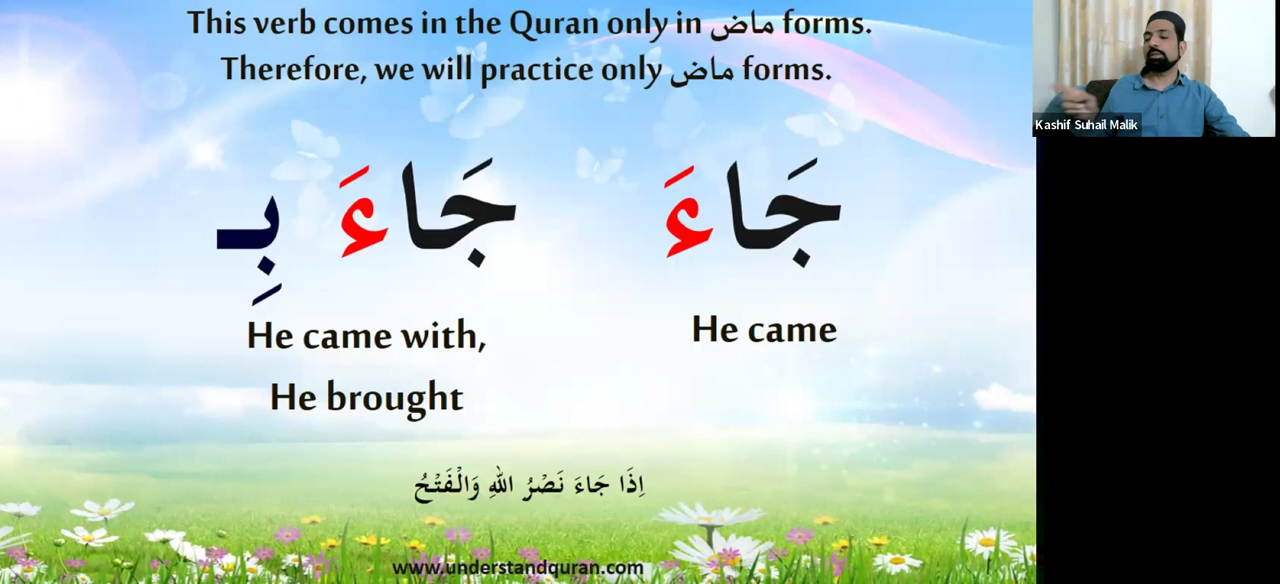 This verb comes in the Quran only in ماض forms.
Therefore, we will practice only ماض forms.
جَاءَ
He came
جَاءَ بِـ
He came with,
He brought
اِذَا جَاءَ نَصْرُ اللهِ وَالْفَتْحُ
www.understandquran.com
Kashif Suhail Malik